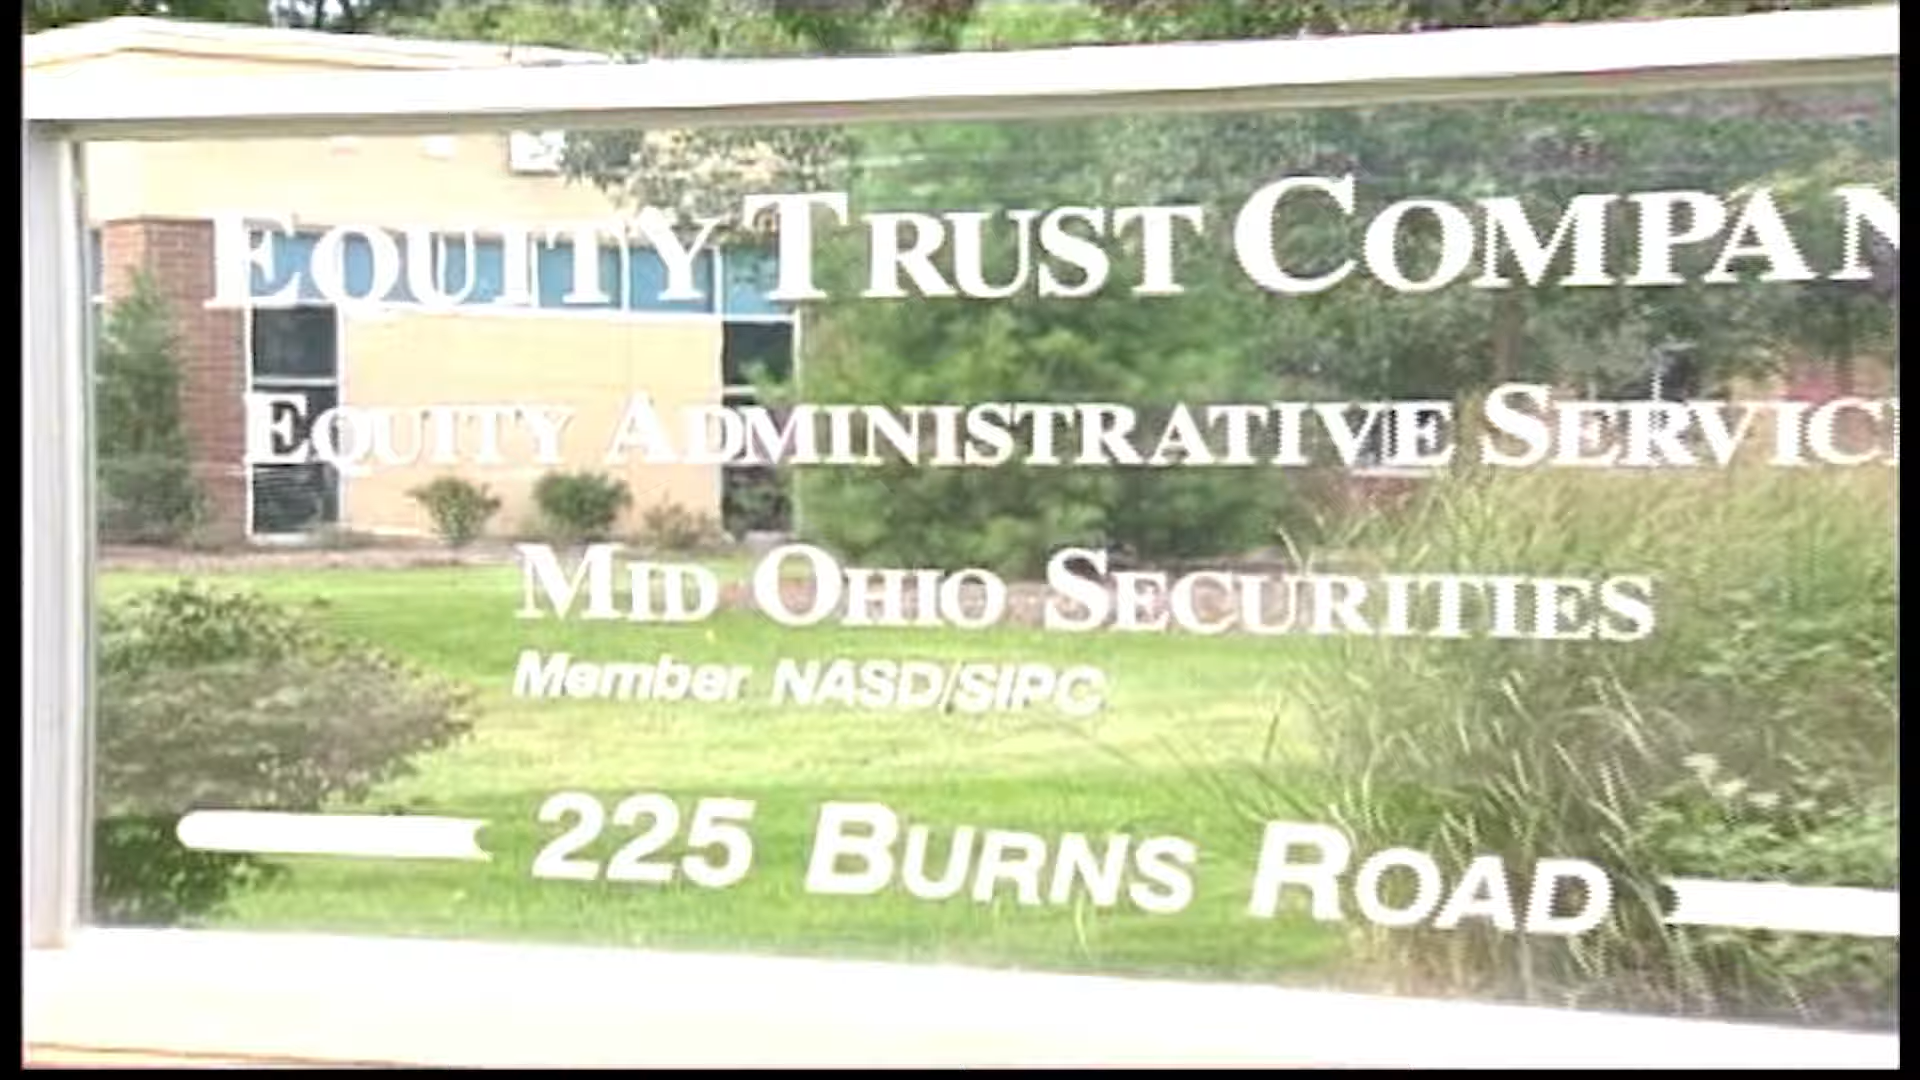 EQUITY TRUST COMPAN
EQUITY ADMINISTRATIVE SERVIC
MID OHIO SECURITIES
Member NASD/SIPC
225 BURNS ROAD